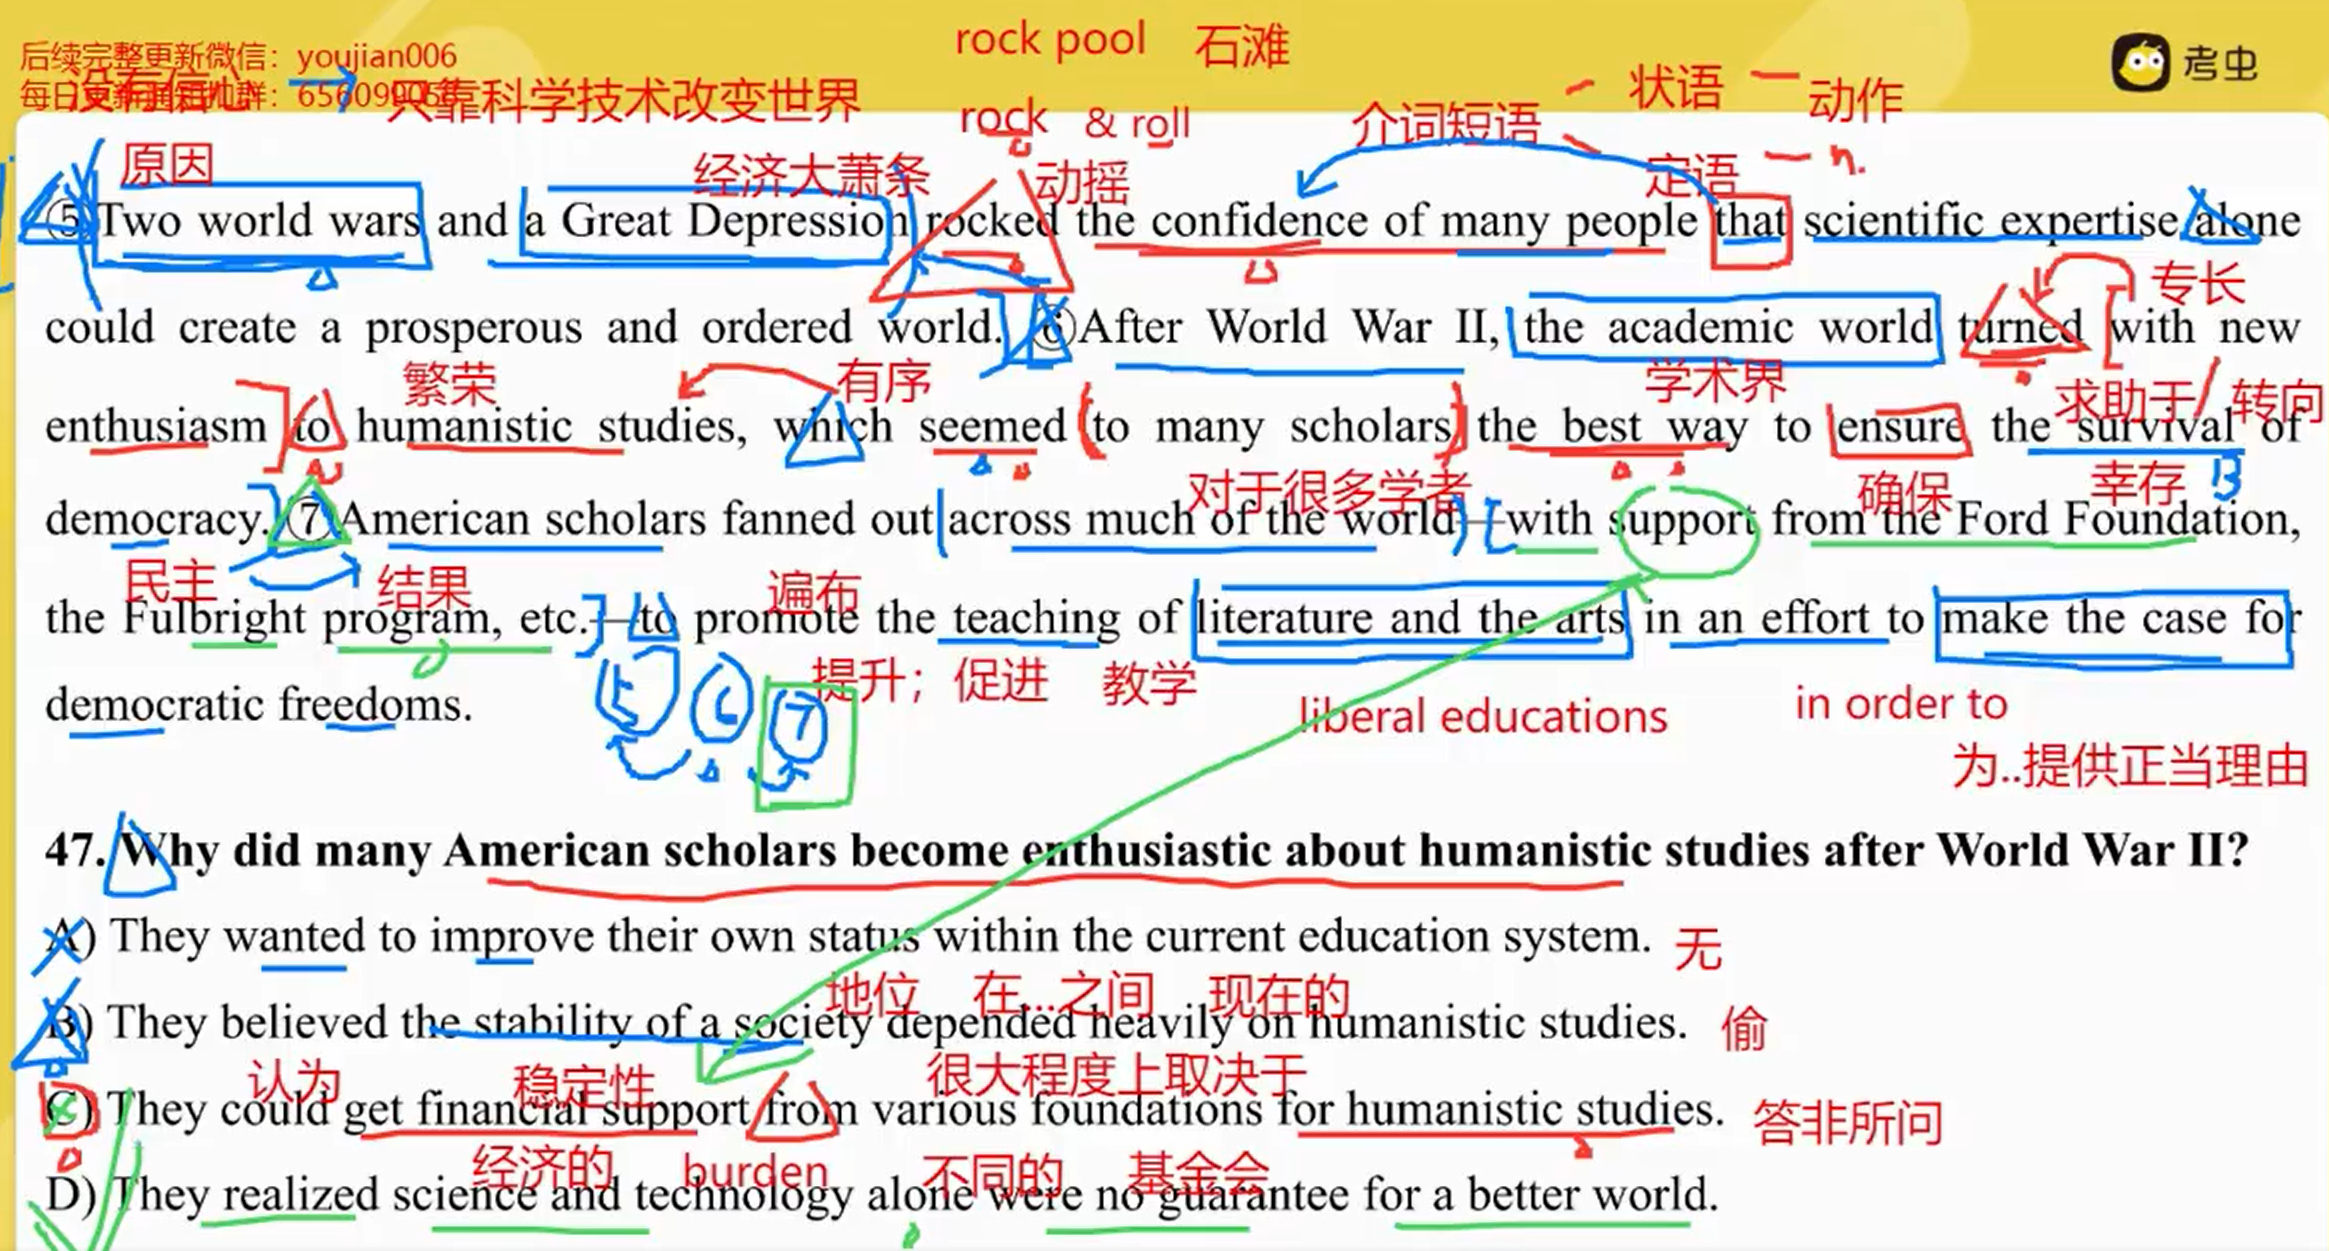 rock pool 石滩
后续完整更新微信：youjian006
没有信心 只靠科学技术改变世界
考虫
rock & roll 介词短语 状语 动作
原因 经济大萧条 动摇 定语 n.
⑤Two world wars and a Great Depression rocked the confidence of many people that scientific expertise alone
专长
could create a prosperous and ordered world. ⑥After World War II, the academic world turned with new
繁荣 有序 学术界 求助于/转向
enthusiasm to humanistic studies, which seemed to many scholars the best way to ensure the survival of
对于很多学者 确保 幸存 B
democracy. ⑦American scholars fanned out across much of the world—with support from the Ford Foundation,
民主 结果 遍布
the Fulbright program, etc.—to promote the teaching of literature and the arts in an effort to make the case for
提升；促进 教学 liberal educations in order to
democratic freedoms. 5 6 7
为..提供正当理由
47. Why did many American scholars become enthusiastic about humanistic studies after World War II?
A) They wanted to improve their own status within the current education system. 无
地位 在...之间 现在的
B) They believed the stability of a society depended heavily on humanistic studies. 偷
认为 稳定性 很大程度上取决于
C) They could get financial support from various foundations for humanistic studies. 答非所问
经济的 burden 不同的 基金会
D) They realized science and technology alone were no guarantee for a better world.